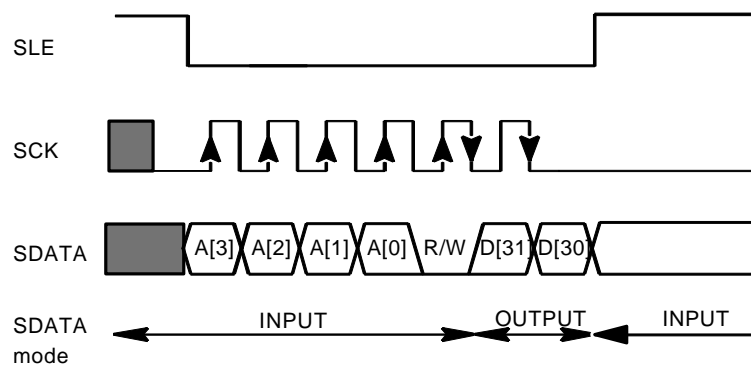 SLE
SCK
SDATA
A[3] A[2] A[1] A[0] R/W D[31] D[30]
SDATA
mode
INPUT OUTPUT INPUT